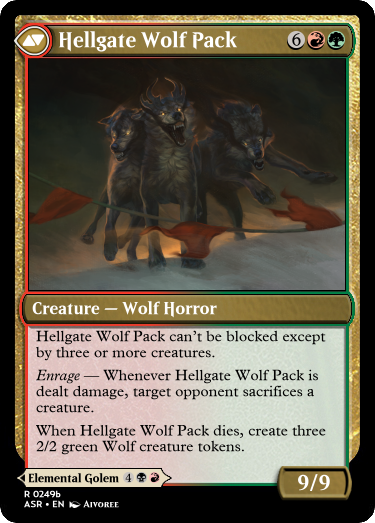 Hellgate Wolf Pack 6
Creature — Wolf Horror
Hellgate Wolf Pack can't be blocked except
by three or more creatures.
Enrage — Whenever Hellgate Wolf Pack is
dealt damage, target opponent sacrifices a
creature.
When Hellgate Wolf Pack dies, create three
2/2 green Wolf creature tokens.
Elemental Golem 4
9/9
R 0249b
ASR • EN Aivoree